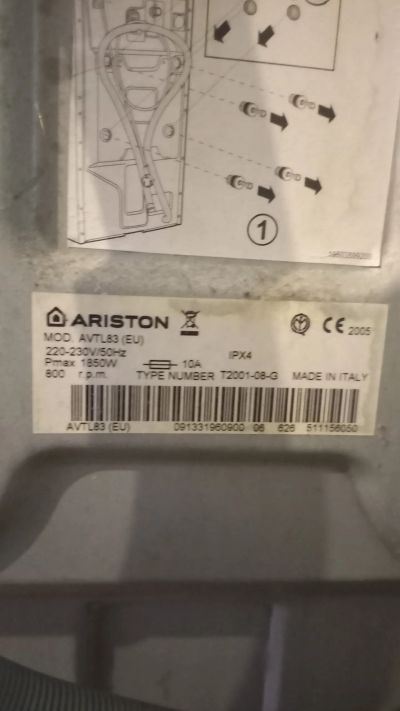 1
ARISTON
CE 2005
MOD. AVTL83 (EU)
220-230V/50Hz
IPX4
Pmax 1850W 10A
800 r.p.m. TYPE NUMBER T2001-08-G MADE IN ITALY
AVTL83 (EU) 091331960900 06 626 511156050